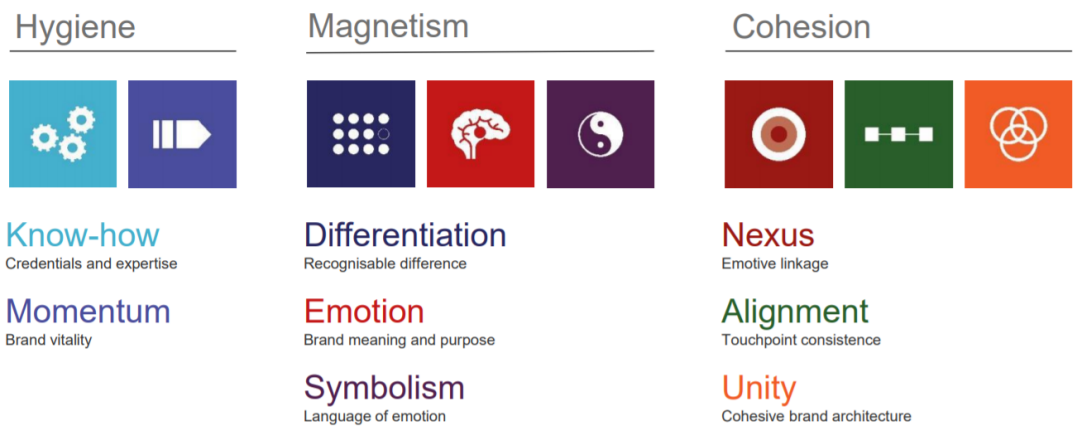 Hygiene
Magnetism
Cohesion
Know-how
Credentials and expertise
Momentum
Brand vitality
Differentiation
Recognisable difference
Emotion
Brand meaning and purpose
Symbolism
Language of emotion
Nexus
Emotive linkage
Alignment
Touchpoint consistence
Unity
Cohesive brand architecture